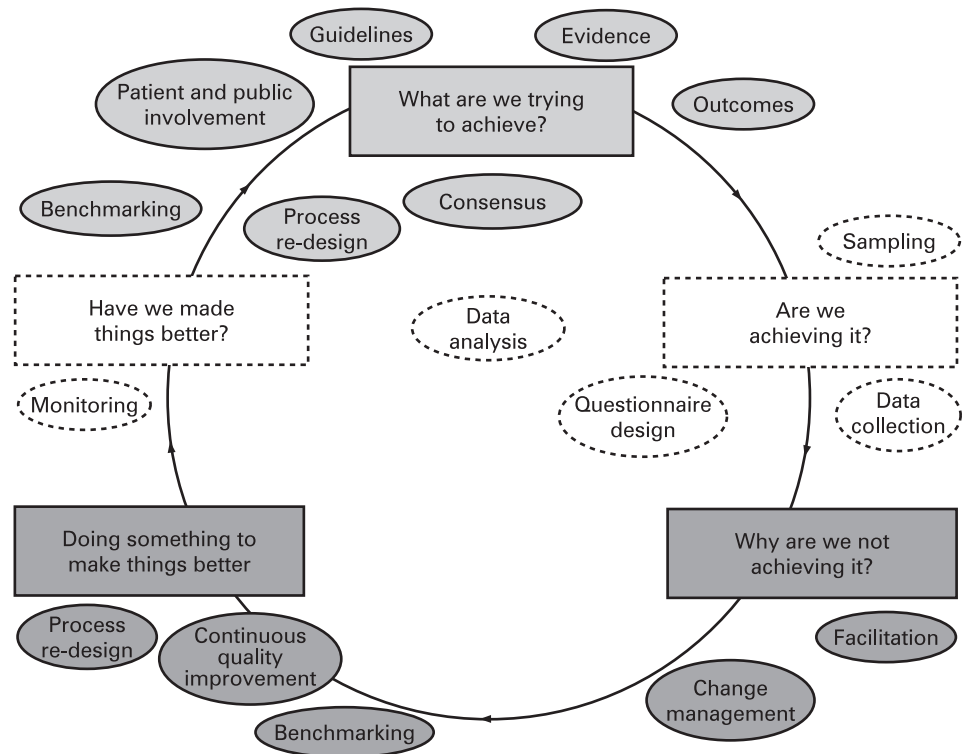 Guidelines
Evidence
Patient and public
involvement
What are we trying
to achieve?
Outcomes
Benchmarking
Process
re-design
Consensus
Sampling
Have we made
things better?
Data
analysis
Are we
achieving it?
Monitoring
Questionnaire
design
Data
collection
Doing something to
make things better
Why are we not
achieving it?
Process
re-design
Continuous
quality
improvement
Facilitation
Change
management
Benchmarking